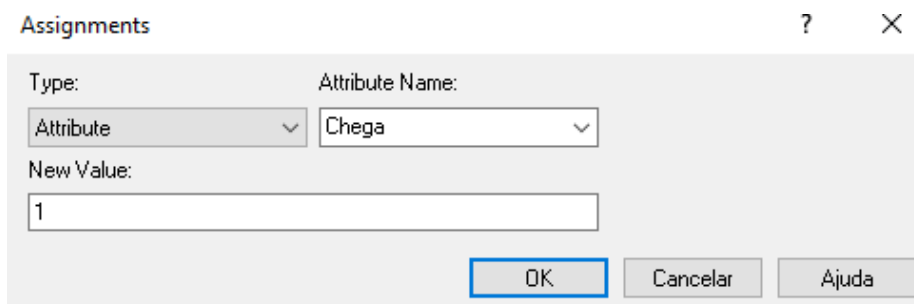 Assignments ?
Type: Attribute Name:
Attribute Chega
New Value:
1
OK Cancelar Ajuda